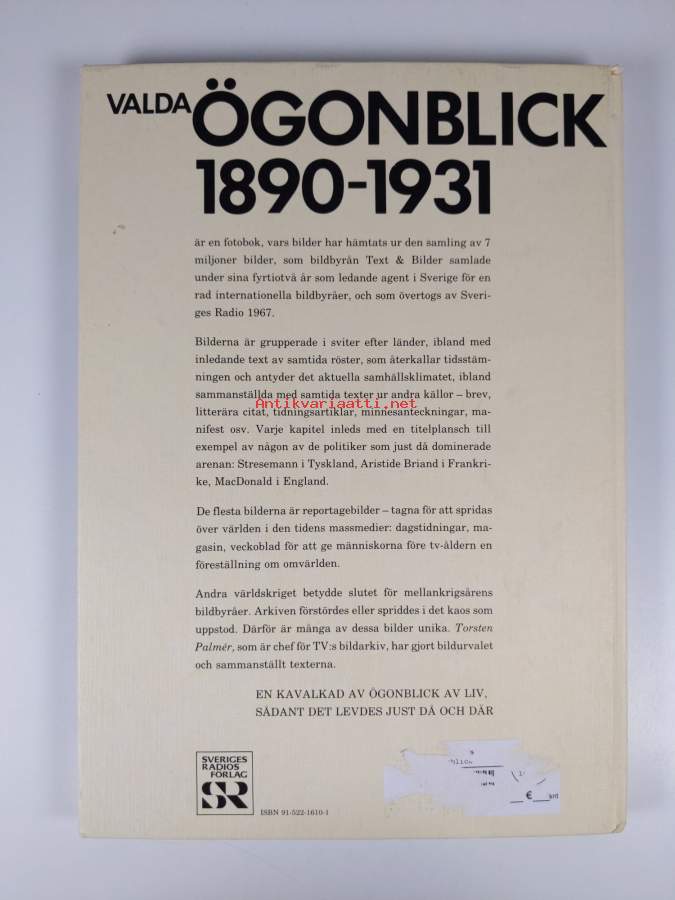 VALDA ÖGONBLICK
1890-1931
är en fotobok, vars bilder har hämtats ur den samling av 7
miljoner bilder, som bildbyrån Text & Bilder samlade
under sina fyrtiotvå år som ledande agent i Sverige för en
rad internationella bildbyråer, och som övertogs av Sveri-
ges Radio 1967.
Bilderna är grupperade i sviter efter länder, ibland med
inledande text av samtida röster, som återkallar tidsstäm-
ningen och antyder det aktuella samhällsklimatet, ibland
sammanställda med samtida texter ur andra källor – brev,
Antikvariaatti.net
litterära citat, tidningsartiklar, minnesanteckningar, ma-
nifest osv. Varje kapitel inleds med en titelplansch till
exempel av någon av de politiker som just då dominerade
arenan: Stresemann i Tyskland, Aristide Briand i Frankri-
ke, MacDonald i England.
De flesta bilderna är reportagebilder – tagna för att spridas
över världen i den tidens massmedier: dagstidningar, ma-
gasin, veckoblad för att ge människorna före tv-åldern en
föreställning om omvärlden.
Andra världskriget betydde slutet för mellankrigsårens
bildbyråer. Arkiven förstördes eller spriddes i det kaos som
uppstod. Därför är många av dessa bilder unika. Torsten
Palmér, som är chef för TV:s bildarkiv, har gjort bildurvalet
och sammanställt texterna.
EN KAVALKAD AV ÖGONBLICK AV LIV,
SÅDANT DET LEVDES JUST DÅ OCH DÄR
SVERIGES
RADIOS
FÖRLAG
SR
ISBN 91-522-1610-1
€